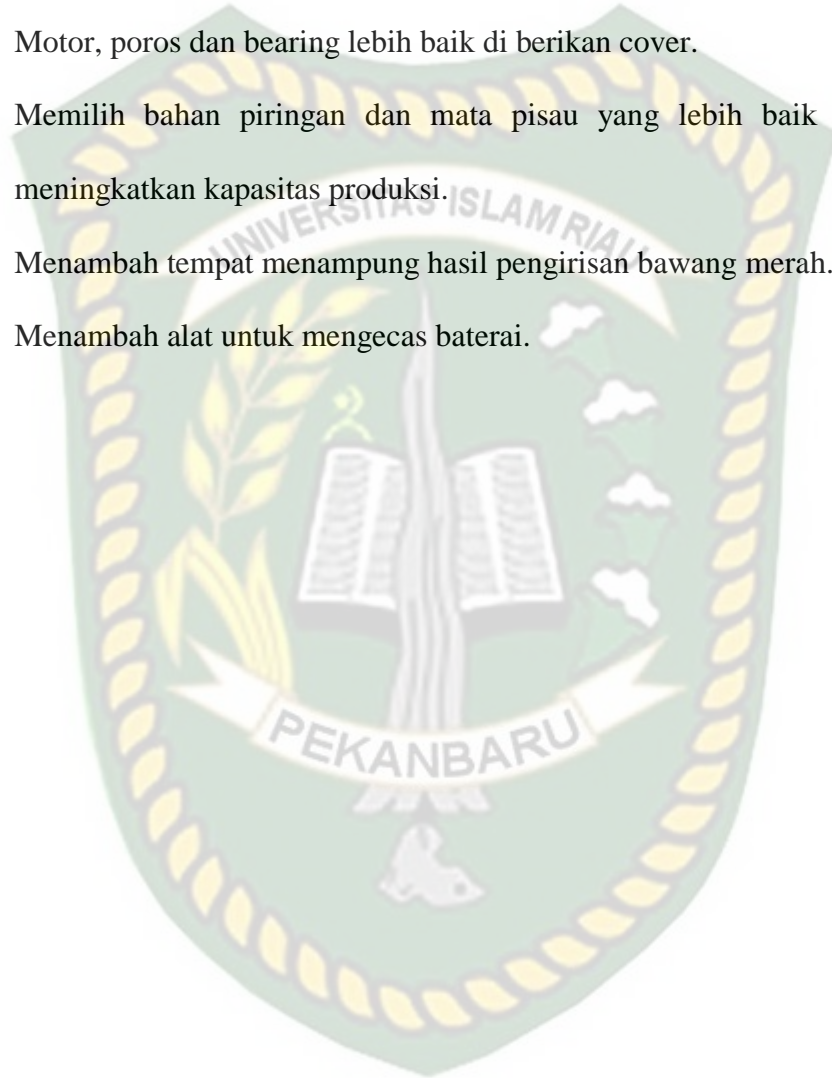 Motor, poros dan bearing lebih baik di berikan cover.
Memilih bahan piringan dan mata pisau yang lebih baik
meningkatkan kapasitas produksi.
UNIVERSITAS ISLAM RIAU
Menambah tempat menampung hasil pengirisan bawang merah.
Menambah alat untuk mengecas baterai.
PEKANBARU